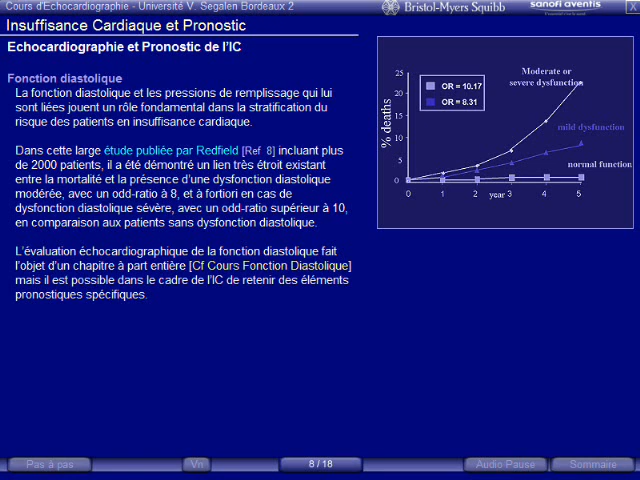 Cours d'Echocardiographie - Université V. Segalen Bordeaux 2
Bristol-Myers Squibb
sanofi aventis
X
Insuffisance Cardiaque et Pronostic
Echocardiographie et Pronostic de l'IC
Fonction diastolique
La fonction diastolique et les pressions de remplissage qui lui
sont liées jouent un rôle fondamental dans la stratification du
risque des patients en insuffisance cardiaque.
Dans cette large étude publiée par Redfield [Ref 8] incluant plus
de 2000 patients, il a été démontré un lien très étroit existant
entre la mortalité et la présence d'une dysfonction diastolique
modérée, avec un odd-ratio à 8, et à fortiori en cas de
dysfonction diastolique sévère, avec un odd-ratio supérieur à 10,
en comparaison aux patients sans dysfonction diastolique.
L'évaluation échocardiographique de la fonction diastolique fait
l'objet d'un chapitre à part entière [Cf Cours Fonction Diastolique]
mais il est possible dans le cadre de l'IC de retenir des éléments
pronostiques spécifiques.
% deaths
25
20
15
10
5
0
OR = 10.17
OR = 8.31
Moderate or
severe dysfunction
mild dysfunction
normal function
0 1 2 3 4 5
year
Pas à pas
Vri
8 / 18
Audio Pause
Sommaire